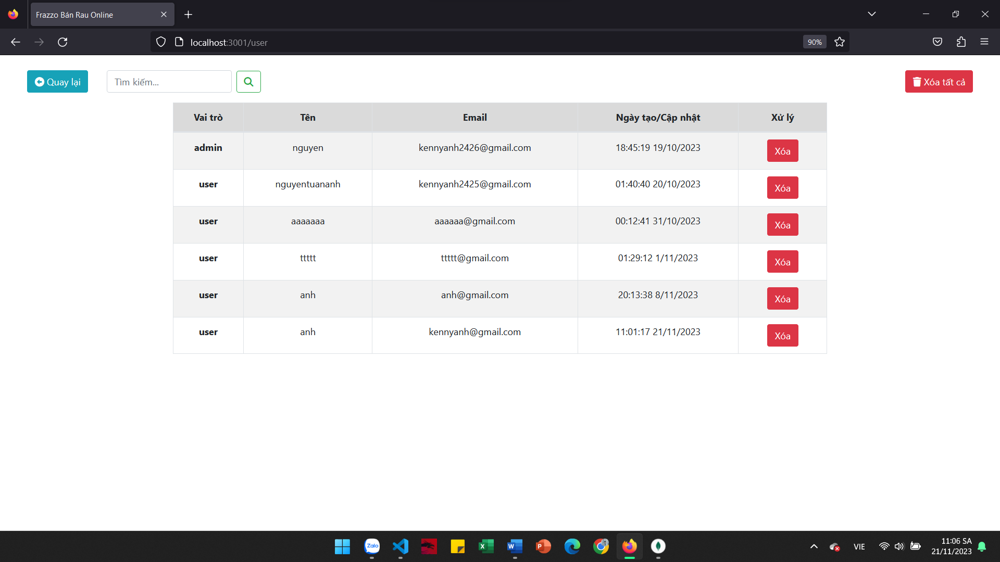 Frazzo Bán Rau Online
localhost:3001/user
90%
Quay lại
Tìm kiếm...
Xóa tất cả
Vai trò Tên Email Ngày tạo/Cập nhật Xử lý
admin nguyen kennyanh2426@gmail.com 18:45:19 19/10/2023 Xóa
user nguyentuananh kennyanh2425@gmail.com 01:40:40 20/10/2023 Xóa
user aaaaaaa aaaaaa@gmail.com 00:12:41 31/10/2023 Xóa
user ttttt ttttt@gmail.com 01:29:12 1/11/2023 Xóa
user anh anh@gmail.com 20:13:38 8/11/2023 Xóa
user anh kennyanh@gmail.com 11:01:17 21/11/2023 Xóa
Zalo
VIE
11:06 SA
21/11/2023